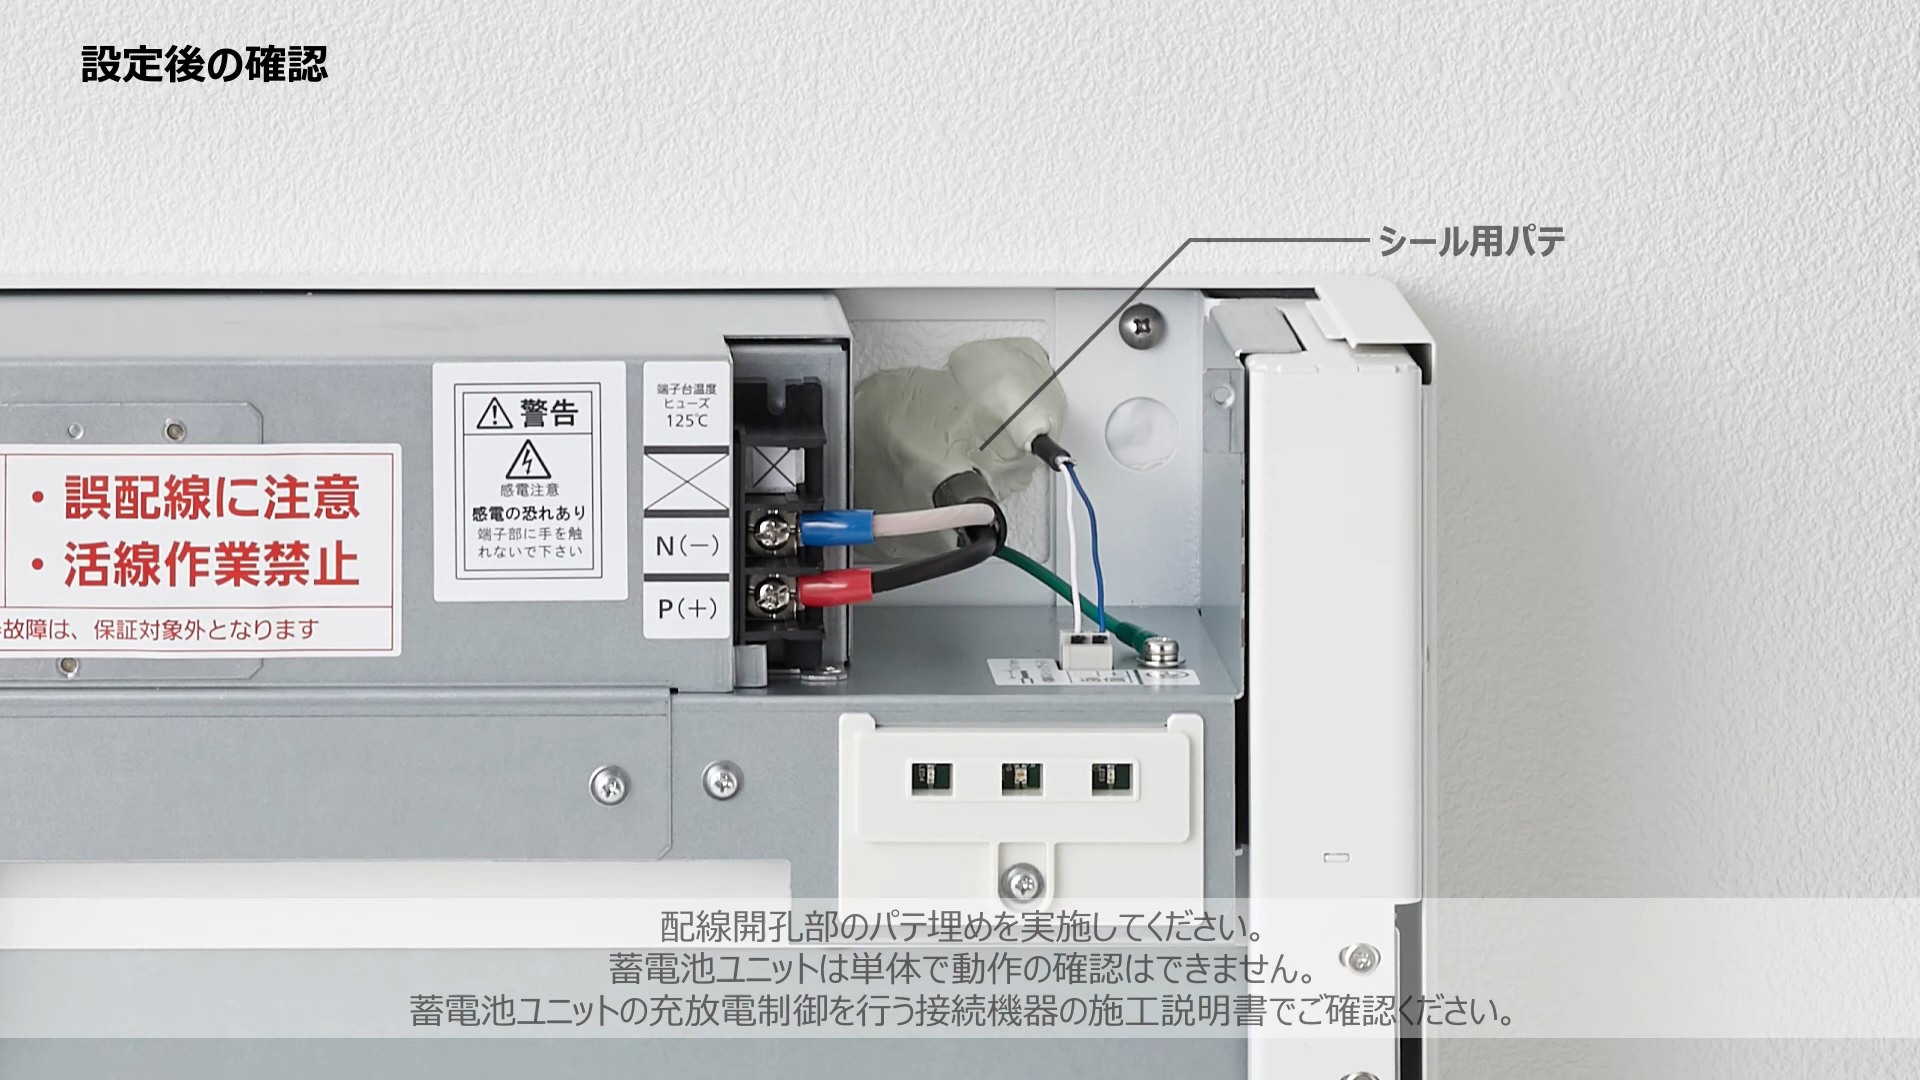 設定後の確認
シール用パテ
端子台温度
ヒューズ
125℃
警告
感電注意
感電の恐れあり
端子部に手を触
れないで下さい
・誤配線に注意
・活線作業禁止
故障は、保証対象外となります
N(−)
P(+)
配線開孔部のパテ埋めを実施してください。
蓄電池ユニットは単体で動作の確認はできません。
蓄電池ユニットの充放電制御を行う接続機器の施工説明書でご確認ください。